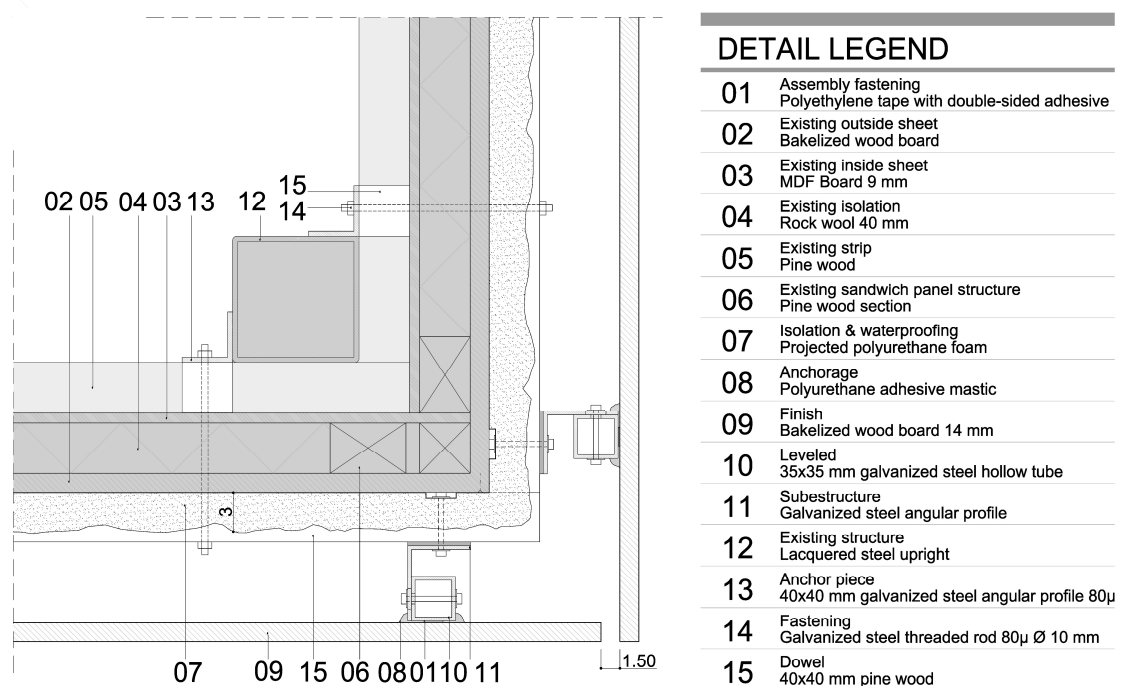 DETAIL LEGEND
01 Assembly fastening
Polyethylene tape with double-sided adhesive
02 Existing outside sheet
Bakelized wood board
03 Existing inside sheet
MDF Board 9 mm
04 Existing isolation
Rock wool 40 mm
05 Existing strip
Pine wood
06 Existing sandwich panel structure
Pine wood section
07 Isolation & waterproofing
Projected polyurethane foam
08 Anchorage
Polyurethane adhesive mastic
09 Finish
Bakelized wood board 14 mm
10 Leveled
35x35 mm galvanized steel hollow tube
11 Subestructure
Galvanized steel angular profile
12 Existing structure
Lacquered steel upright
13 Anchor piece
40x40 mm galvanized steel angular profile 80µ
14 Fastening
Galvanized steel threaded rod 80µ Ø 10 mm
15 Dowel
40x40 mm pine wood
15
02 05 04 03 13 12 14
3
1.50
07 09 15 06 08 01 10 11